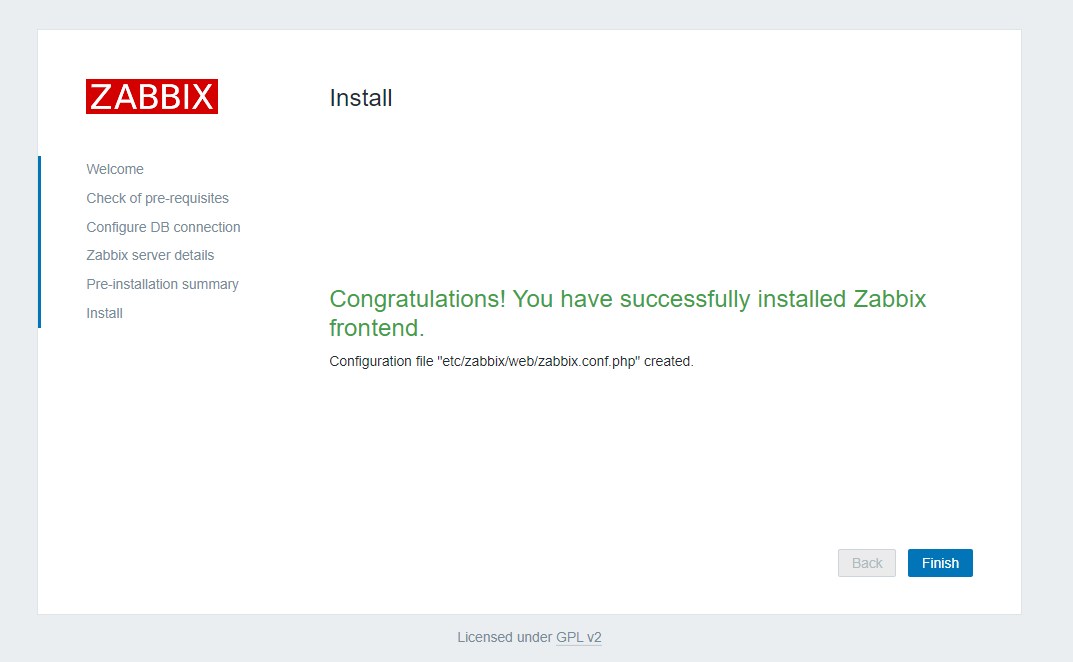 ZABBIX
Install
Welcome
Check of pre-requisites
Configure DB connection
Zabbix server details
Pre-installation summary
Install
Congratulations! You have successfully installed Zabbix
frontend.
Configuration file "etc/zabbix/web/zabbix.conf.php" created.
Back
Finish
Licensed under GPL v2